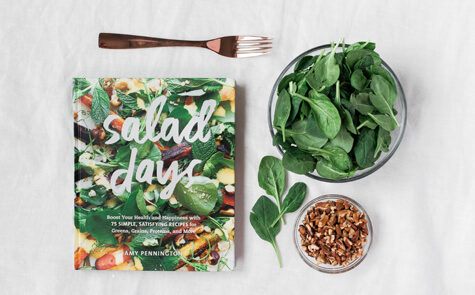 salad
days
Boost Your Health and Happiness with
75 SIMPLE, SATISFYING RECIPES for
Greens, Grains, Proteins, and More
AMY PENNINGTON